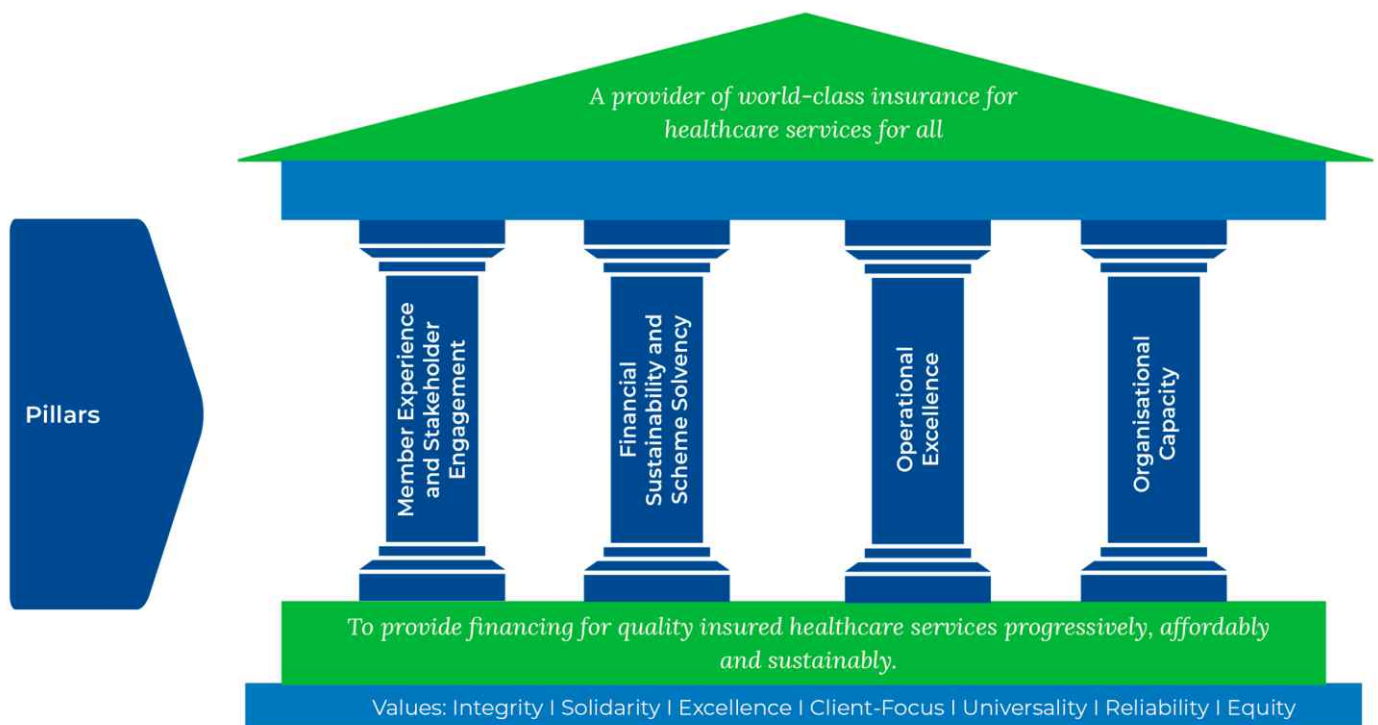 A provider of world-class insurance for
healthcare services for all
Pillars
Member Experience
and Stakeholder
Engagement
Financial
Sustainability and
Scheme Solvency
Operational
Excellence
Organisational
Capacity
To provide financing for quality insured healthcare services progressively, affordably
and sustainably.
Values: Integrity I Solidarity I Excellence I Client-Focus I Universality I Reliability I Equity